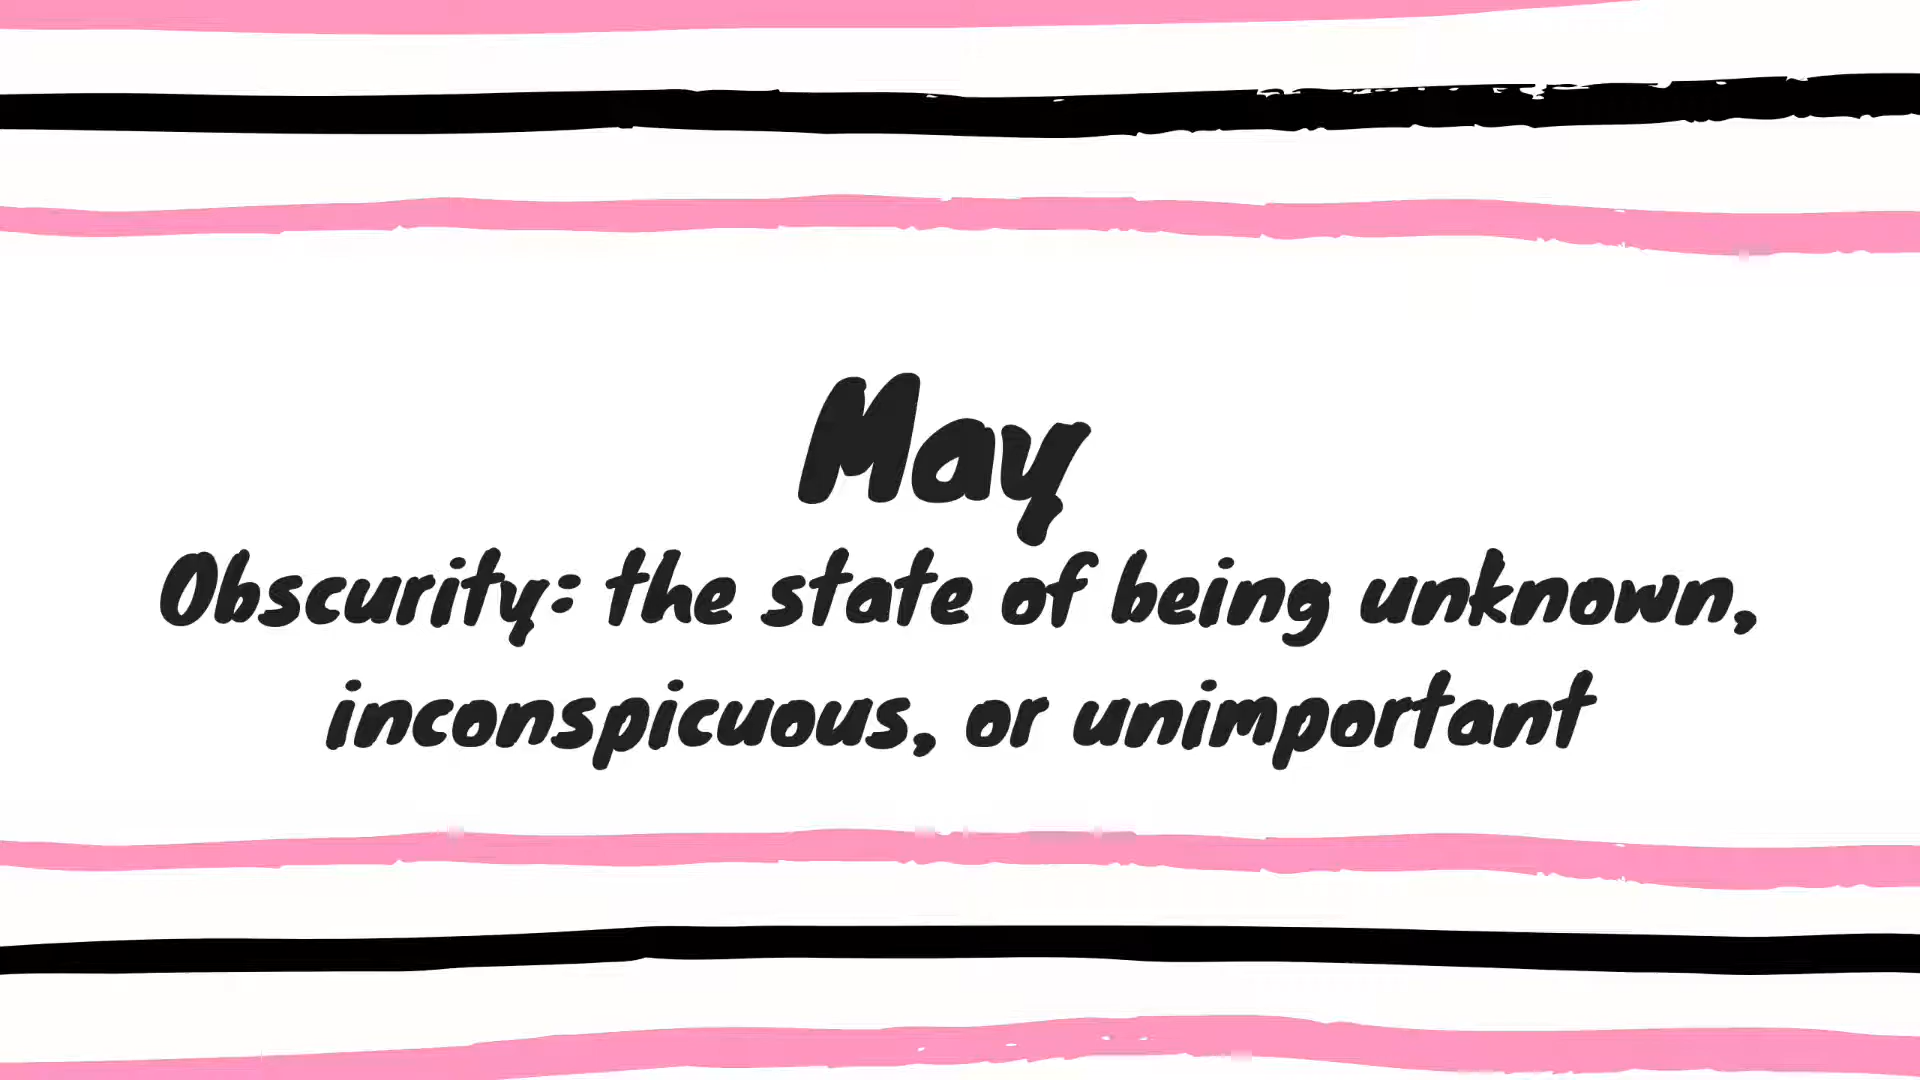 May
Obscurity: the state of being unknown,
inconspicuous, or unimportant